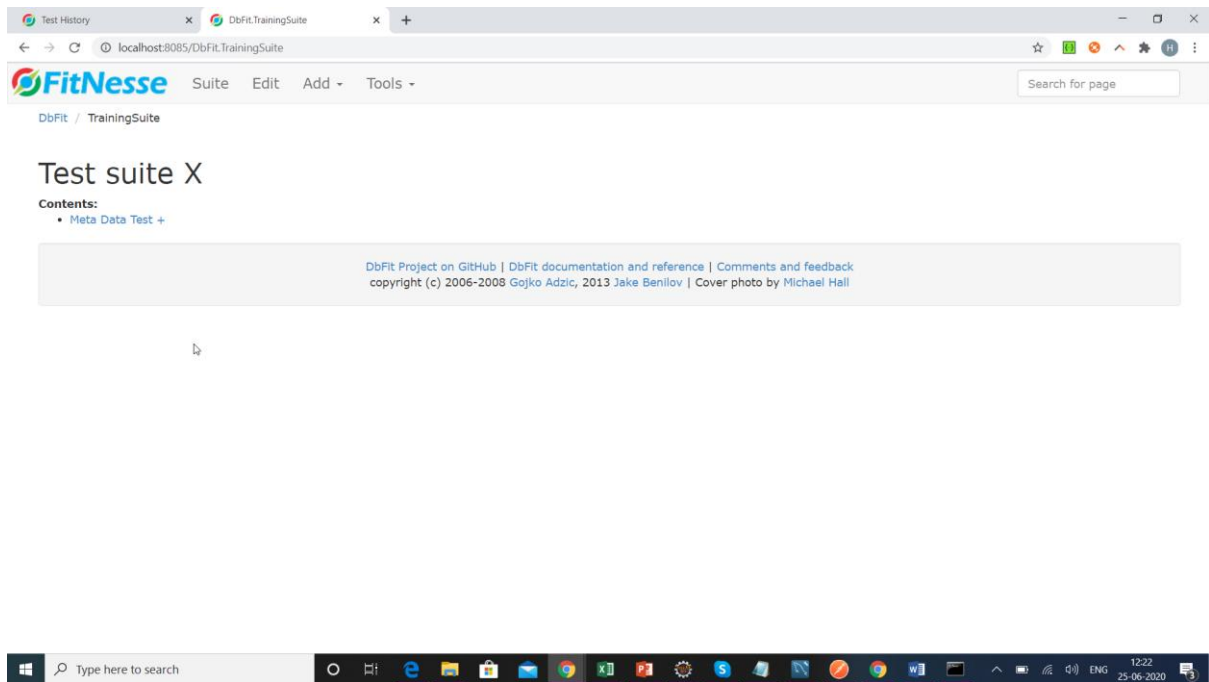 Test History
DbFit.TrainingSuite
localhost:8085/DbFit.TrainingSuite
H
FitNesse Suite Edit Add Tools
Search for page
DbFit / TrainingSuite
Test suite X
Contents:
• Meta Data Test +
DbFit Project on GitHub | DbFit documentation and reference | Comments and feedback
copyright (c) 2006-2008 Gojko Adzic, 2013 Jake Benilov | Cover photo by Michael Hall
Type here to search
ENG
12:22
25-06-2020
3